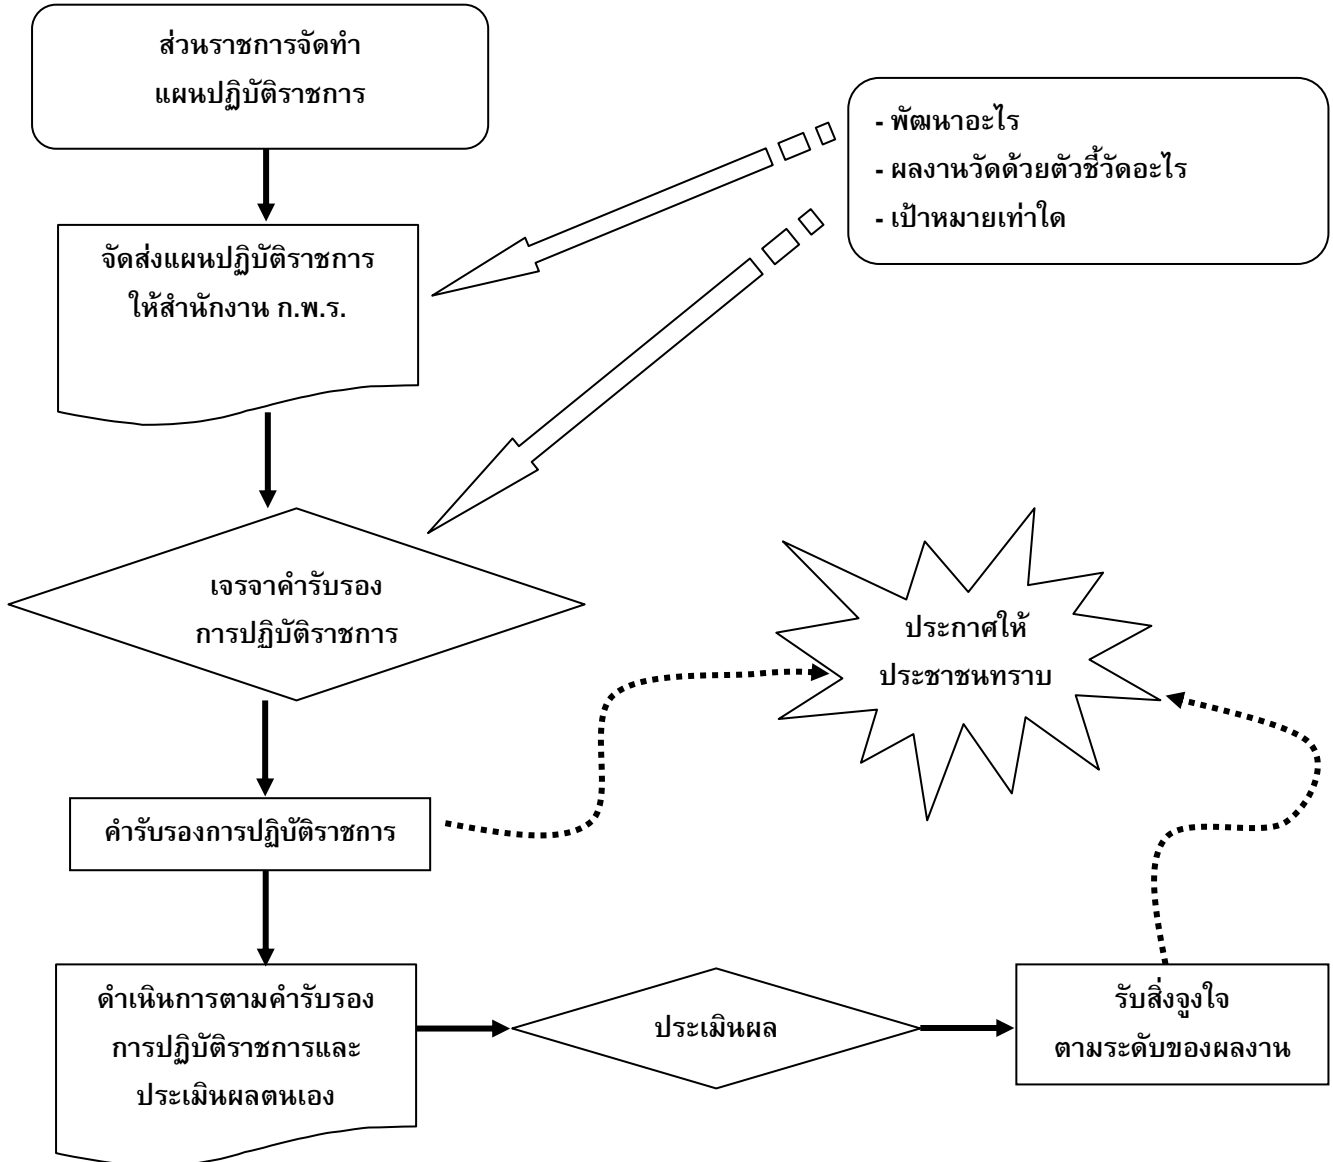 ส่วนราชการจัดทำ
แผนปฏิบัติราชการ
- พัฒนาอะไร
- ผลงานวัดด้วยตัวชี้วัดอะไร
- เป้าหมายเท่าใด
จัดส่งแผนปฏิบัติราชการ
ให้สำนักงาน ก.พ.ร.
เจรจาคำรับรอง
การปฏิบัติราชการ
ประกาศให้
ประชาชนทราบ
คำรับรองการปฏิบัติราชการ
ดำเนินการตามคำรับรอง
การปฏิบัติราชการและ
ประเมินผลตนเอง
ประเมินผล
รับสิ่งจูงใจ
ตามระดับของผลงาน